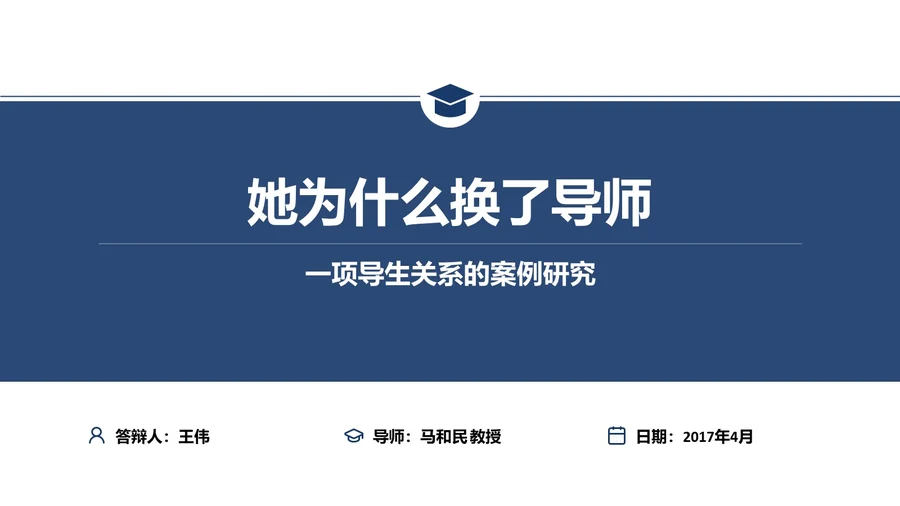 她为什么换了导师
一项导生关系的案例研究
答辩人：王伟
导师：马和民教授
日期：2017年4月